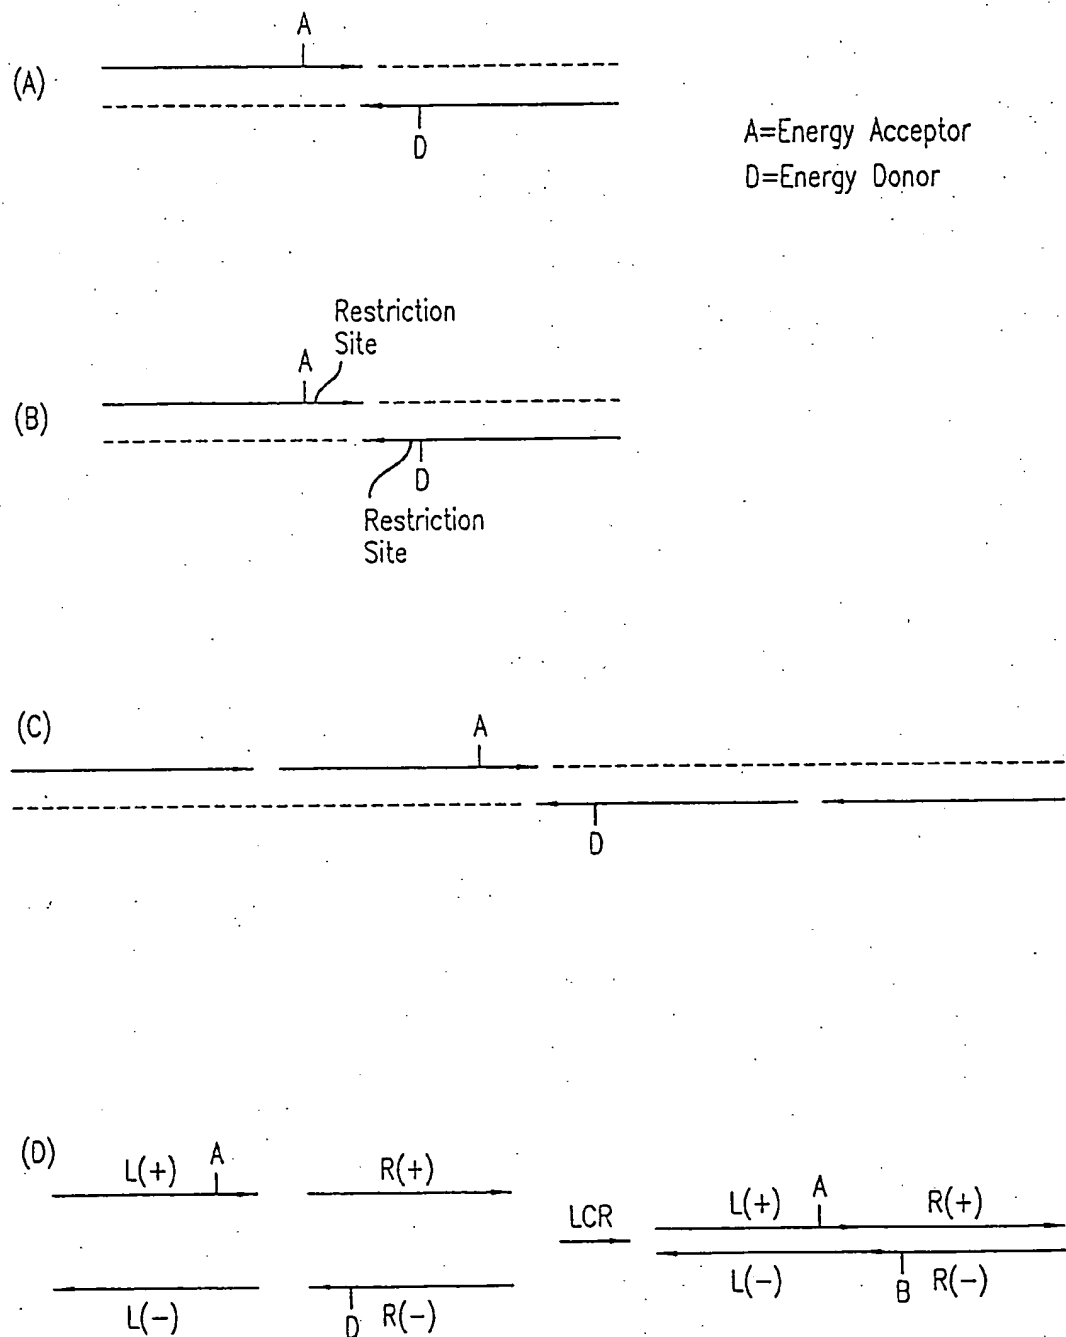 A
(A)
D
A=Energy Acceptor
D=Energy Donor
Restriction
Site
A
(B)
D
Restriction
Site
(C)
A
D
(D)
L(+) A R(+)
L(-) D R(-)
LCR
L(+) A R(+)
L(-) B R(-)